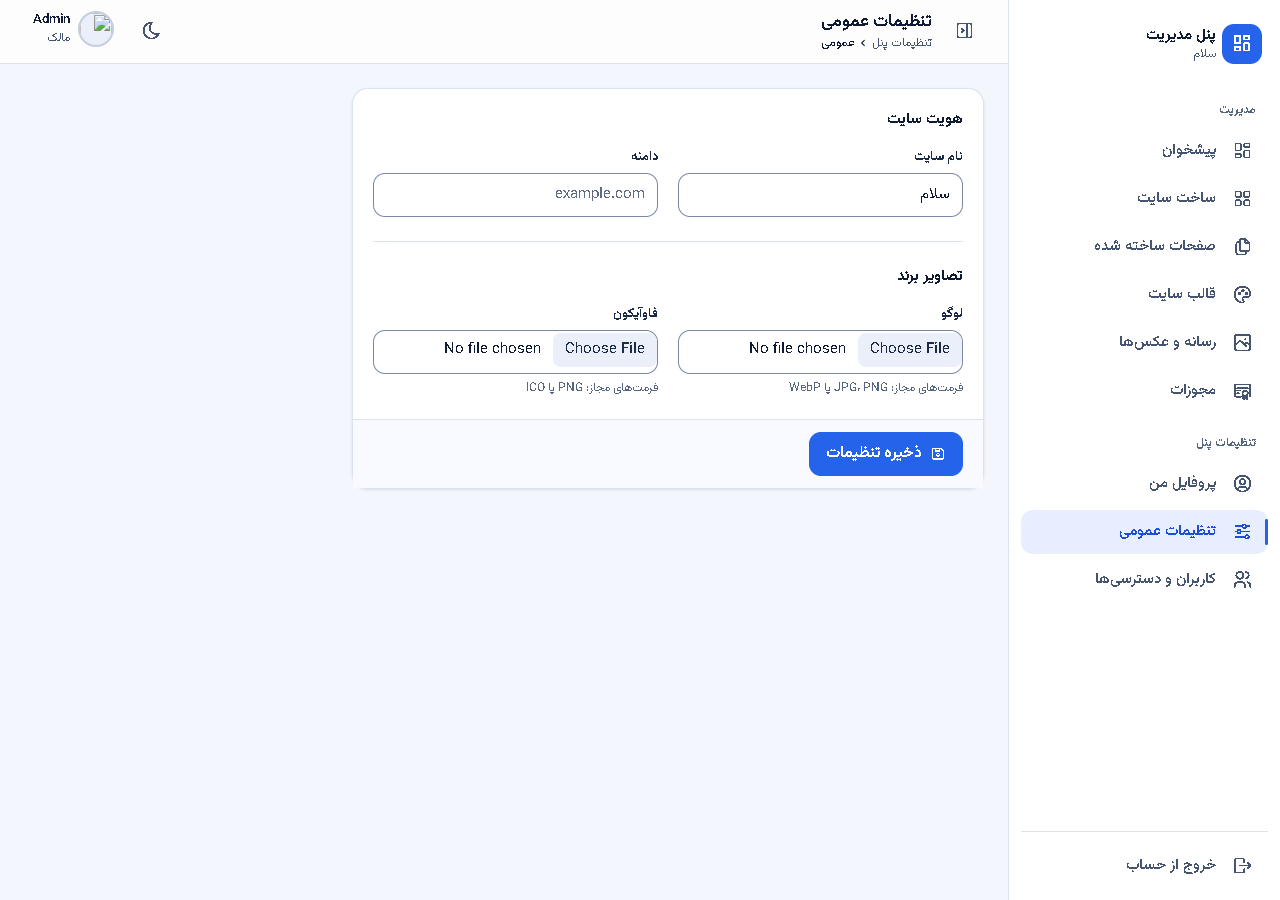 پنل مدیریت
سلام
مدیریت
پیشخوان
ساخت سایت
صفحات ساخته شده
قالب سایت
رسانه و عکس‌ها
مجوزات
تنظیمات پنل
پروفایل من
تنظیمات عمومی
کاربران و دسترسی‌ها
خروج از حساب
تنظیمات عمومی
تنظیمات پنل › عمومی
Admin
مالک
هویت سایت
نام سایت
سلام
دامنه
example.com
تصاویر برند
لوگو
Choose File No file chosen
فرمت‌های مجاز: JPG، PNG یا WebP
فاوآیکون
Choose File No file chosen
فرمت‌های مجاز: PNG یا ICO
ذخیره تنظیمات